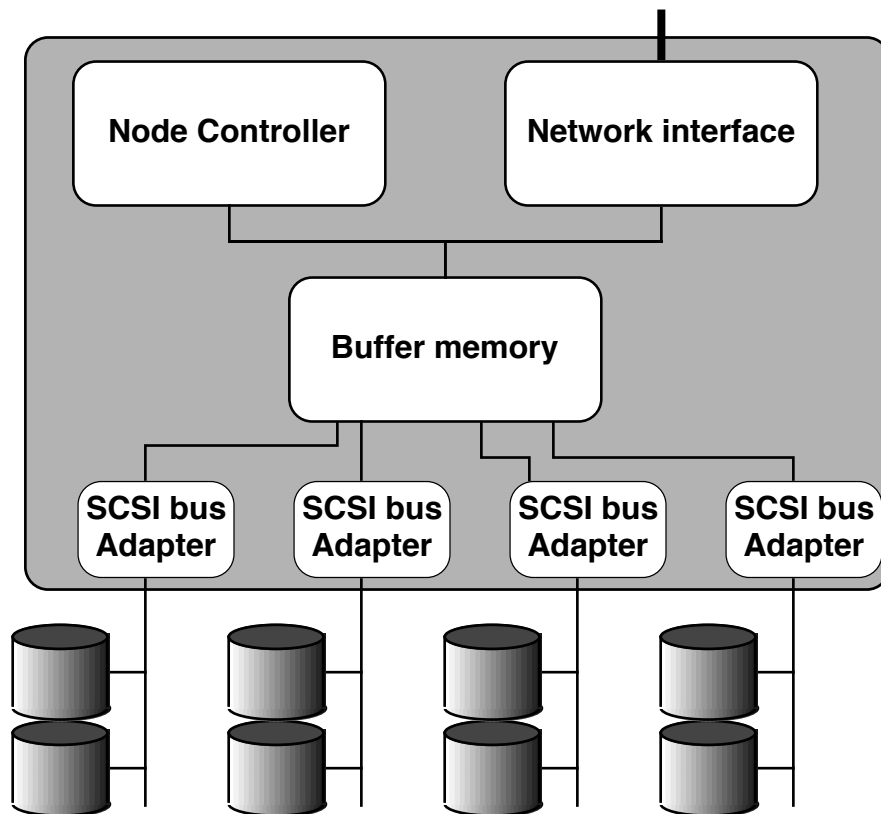 Node Controller
Network interface
Buffer memory
SCSI bus
Adapter
SCSI bus
Adapter
SCSI bus
Adapter
SCSI bus
Adapter